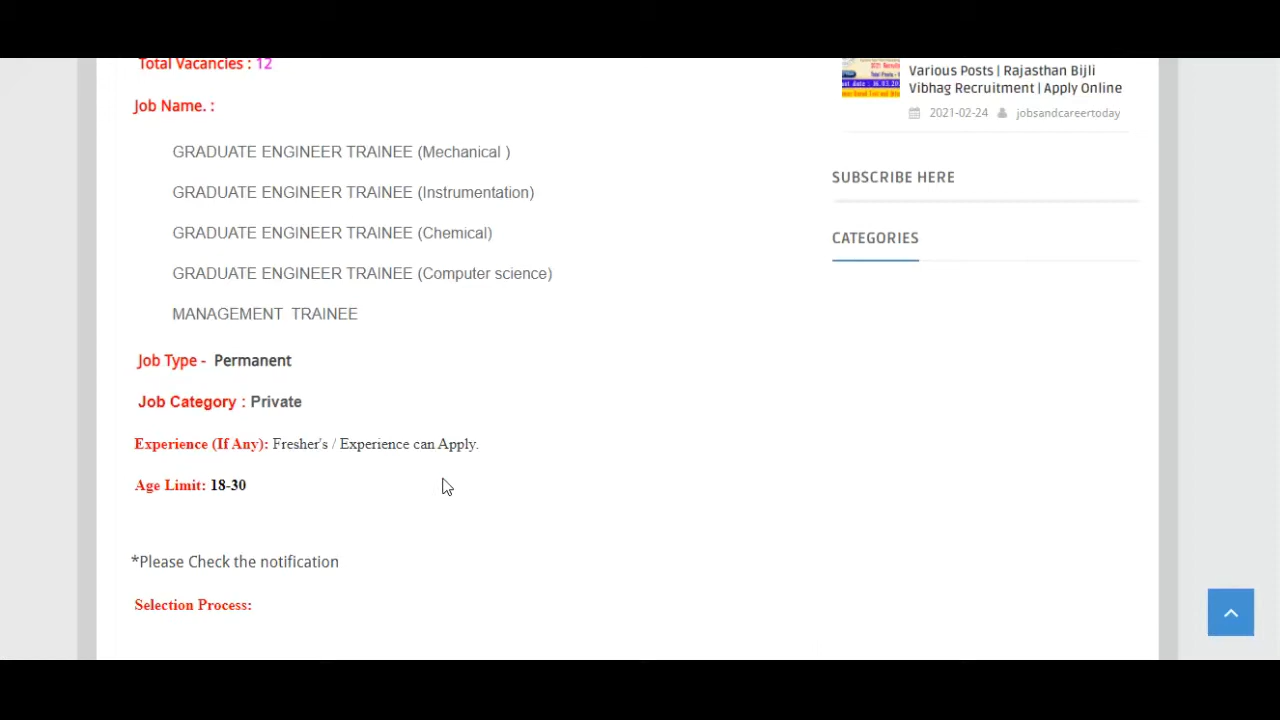 Total Vacancies : 12
Job Name. :
GRADUATE ENGINEER TRAINEE (Mechanical )
GRADUATE ENGINEER TRAINEE (Instrumentation)
GRADUATE ENGINEER TRAINEE (Chemical)
GRADUATE ENGINEER TRAINEE (Computer science)
MANAGEMENT TRAINEE
Job Type - Permanent
Job Category : Private
Experience (If Any): Fresher's / Experience can Apply.
Age Limit: 18-30
*Please Check the notification
Selection Process:
Various Posts | Rajasthan Bijli
Vibhag Recruitment | Apply Online
2021-02-24 jobsandcareertoday
SUBSCRIBE HERE
CATEGORIES